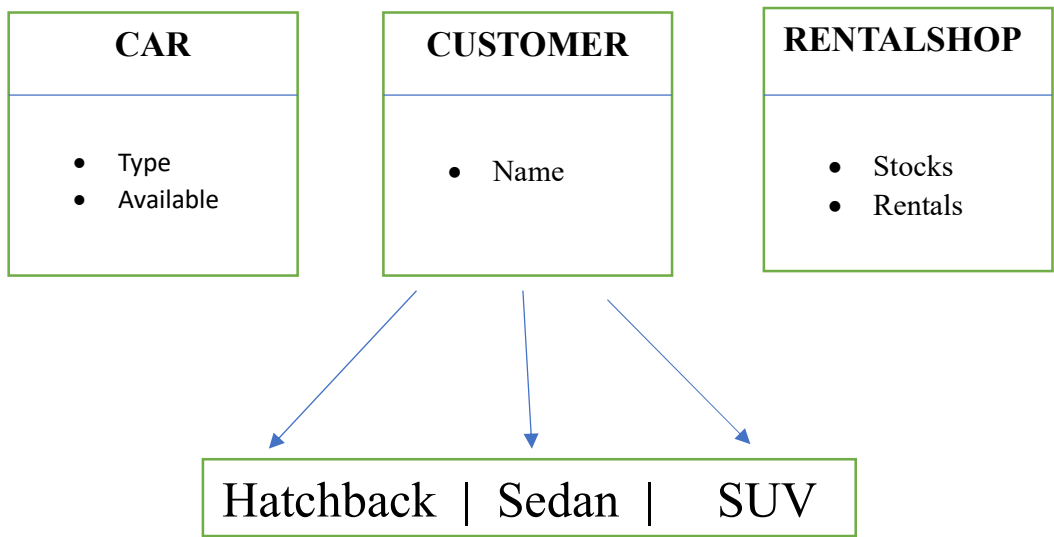 CAR
• Type
• Available
CUSTOMER
• Name
RENTALSHOP
• Stocks
• Rentals
Hatchback | Sedan | SUV